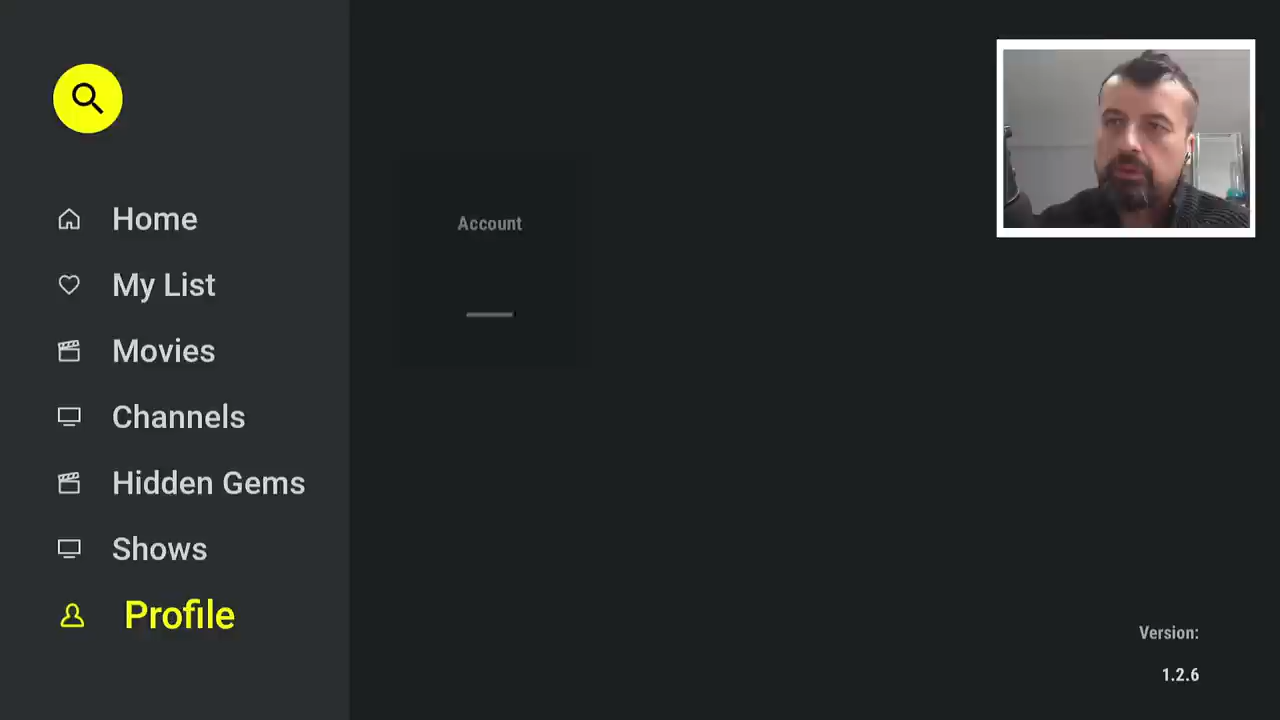 Home
My List
Movies
Channels
Hidden Gems
Shows
Profile
Account
Version:
1.2.6